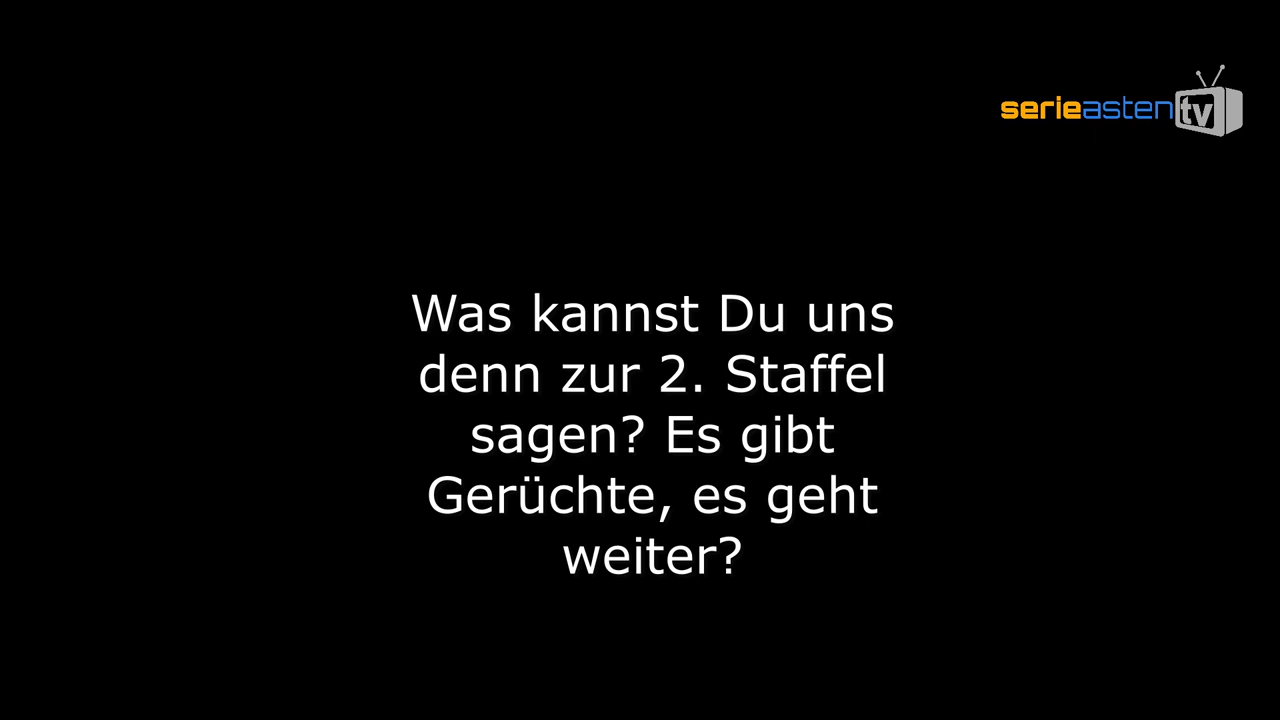 serieasten tv
Was kannst Du uns
denn zur 2. Staffel
sagen? Es gibt
Gerüchte, es geht
weiter?